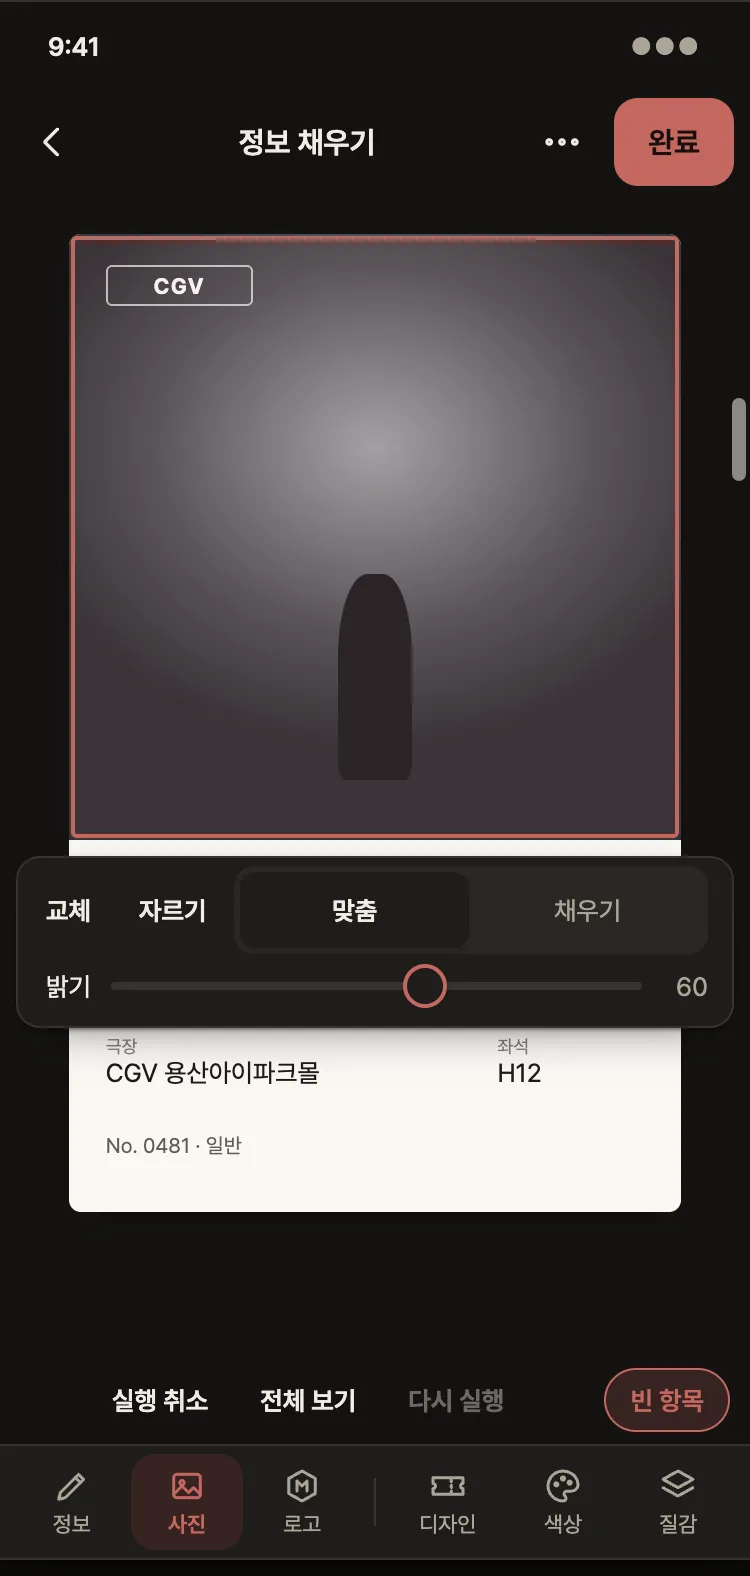 9:41
정보 채우기
완료
CGV
교체 자르기 맞춤 채우기
밝기 60
극장 좌석
CGV 용산아이파크몰 H12
No. 0481 · 일반
실행 취소 전체 보기 다시 실행 빈 항목
정보 사진 로고 디자인 색상 질감